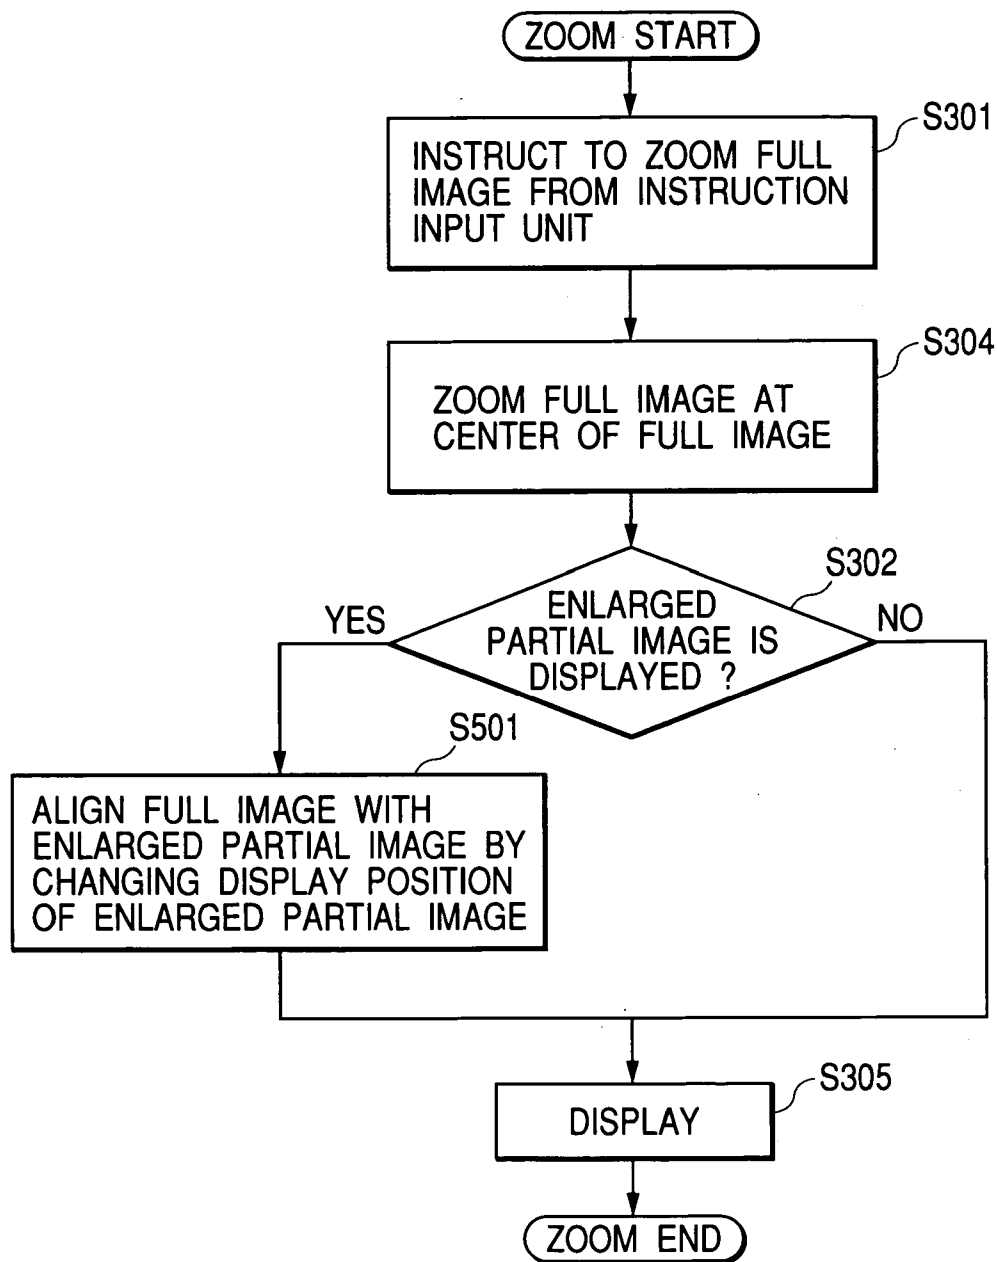 ZOOM START
S301
INSTRUCT TO ZOOM FULL
IMAGE FROM INSTRUCTION
INPUT UNIT
S304
ZOOM FULL IMAGE AT
CENTER OF FULL IMAGE
S302
YES
ENLARGED
PARTIAL IMAGE IS
DISPLAYED ?
NO
S501
ALIGN FULL IMAGE WITH
ENLARGED PARTIAL IMAGE BY
CHANGING DISPLAY POSITION
OF ENLARGED PARTIAL IMAGE
S305
DISPLAY
ZOOM END